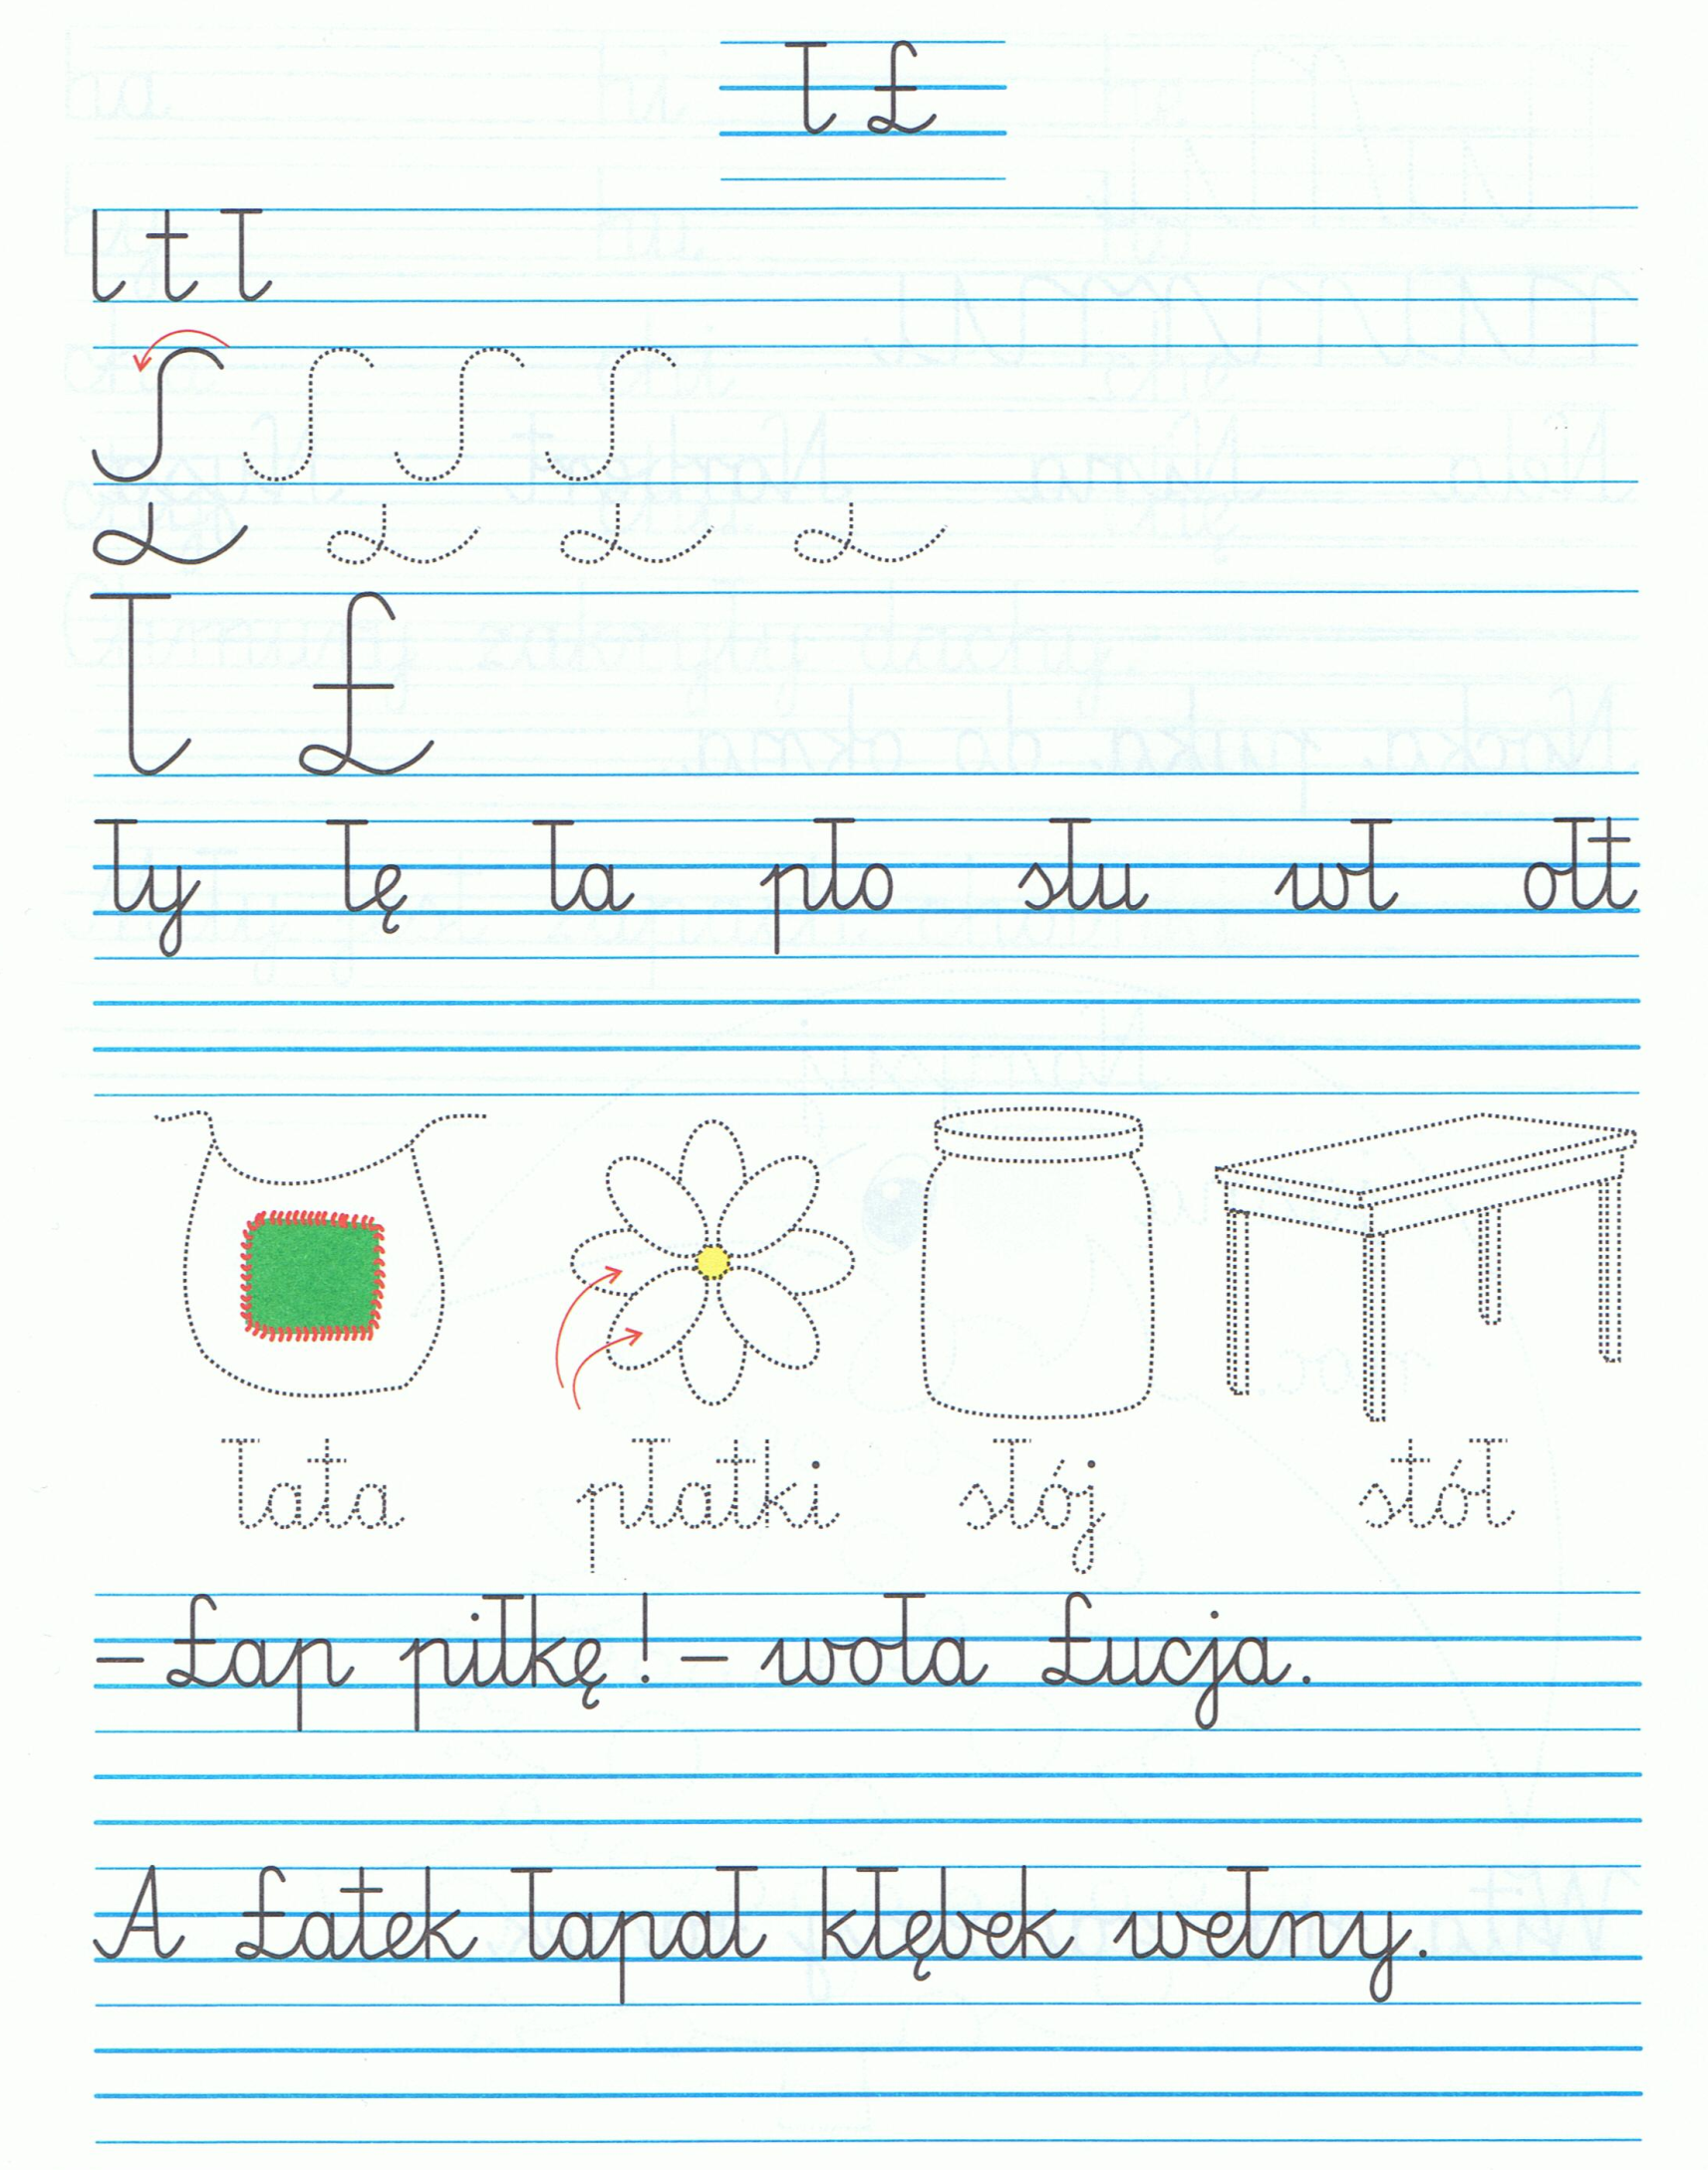 ł Ł
l t ł
ł Ł
ły łę ła pło słu wł ołt
łata płatki słój stół
– Łap piłkę! – woła Łucja.
A Łatek łapał kłębek wełny.